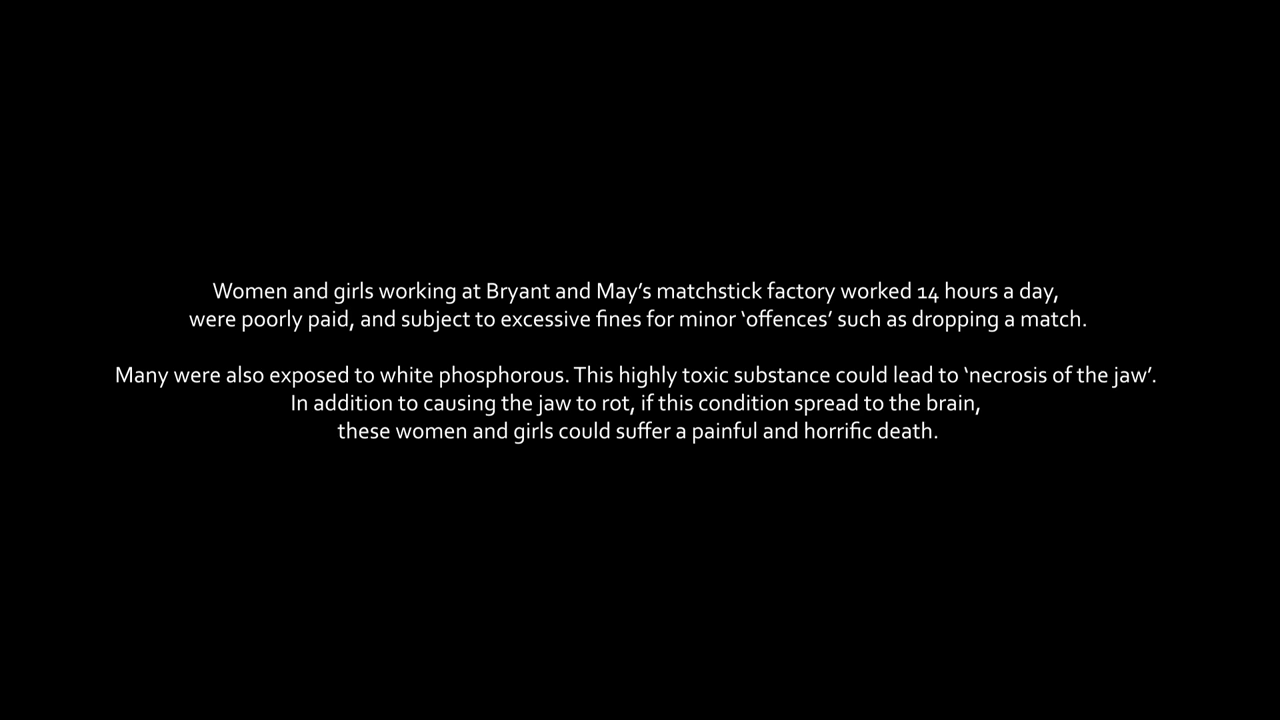 Women and girls working at Bryant and May’s matchstick factory worked 14 hours a day,
were poorly paid, and subject to excessive fines for minor ‘offences’ such as dropping a match.
Many were also exposed to white phosphorous. This highly toxic substance could lead to ‘necrosis of the jaw’.
In addition to causing the jaw to rot, if this condition spread to the brain,
these women and girls could suffer a painful and horrific death.